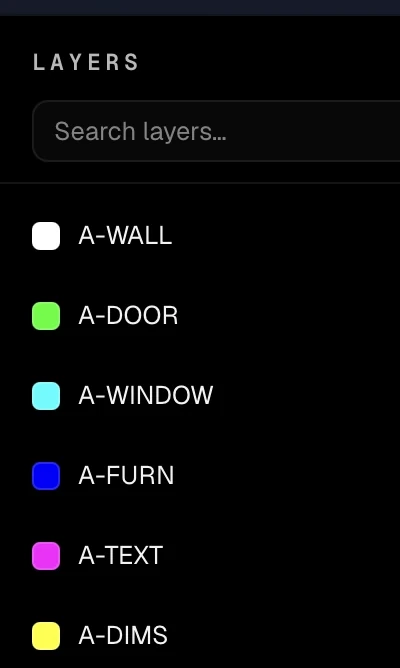 LAYERS
Search layers...
A-WALL
A-DOOR
A-WINDOW
A-FURN
A-TEXT
A-DIMS